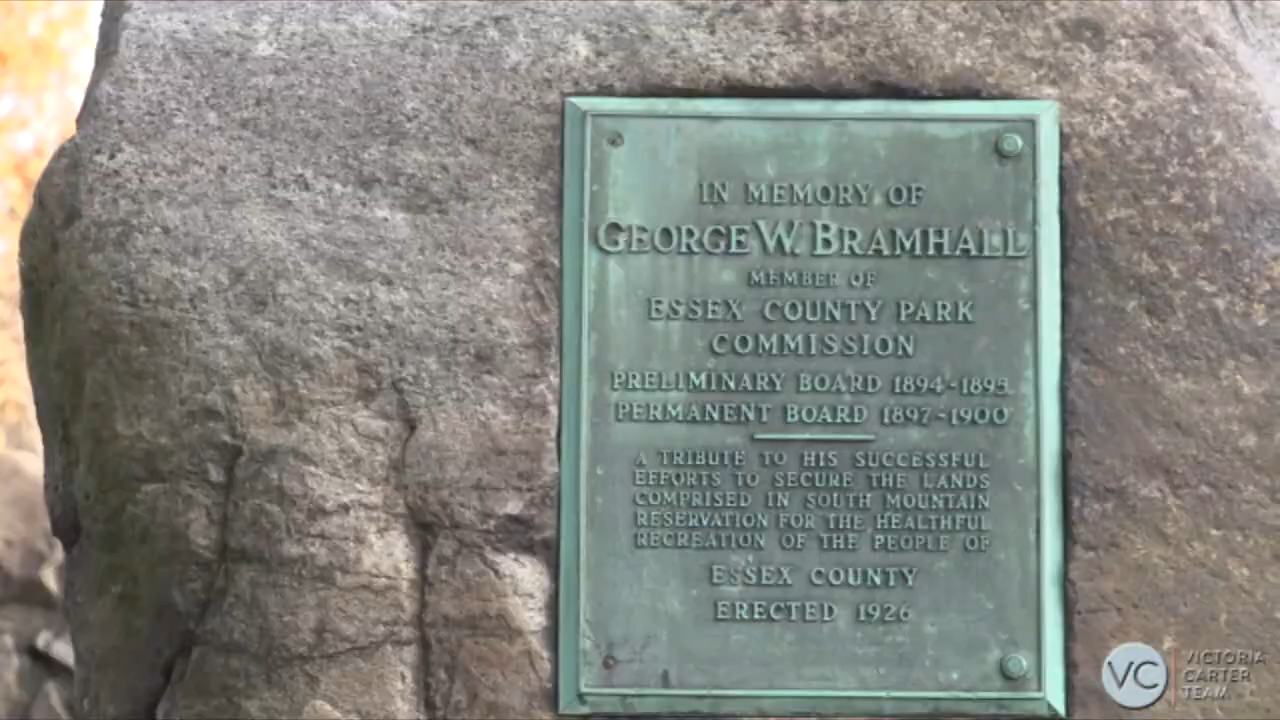 IN MEMORY OF
GEORGE W. BRAMHALL
MEMBER OF
ESSEX COUNTY PARK
COMMISSION
PRELIMINARY BOARD 1894-1895
PERMANENT BOARD 1897-1900
A TRIBUTE TO HIS SUCCESSFUL
EFFORTS TO SECURE THE LANDS
COMPRISED IN SOUTH MOUNTAIN
RESERVATION FOR THE HEALTHFUL
RECREATION OF THE PEOPLE OF
ESSEX COUNTY
ERECTED 1926
VC
VICTORIA
CARTER
TEAM